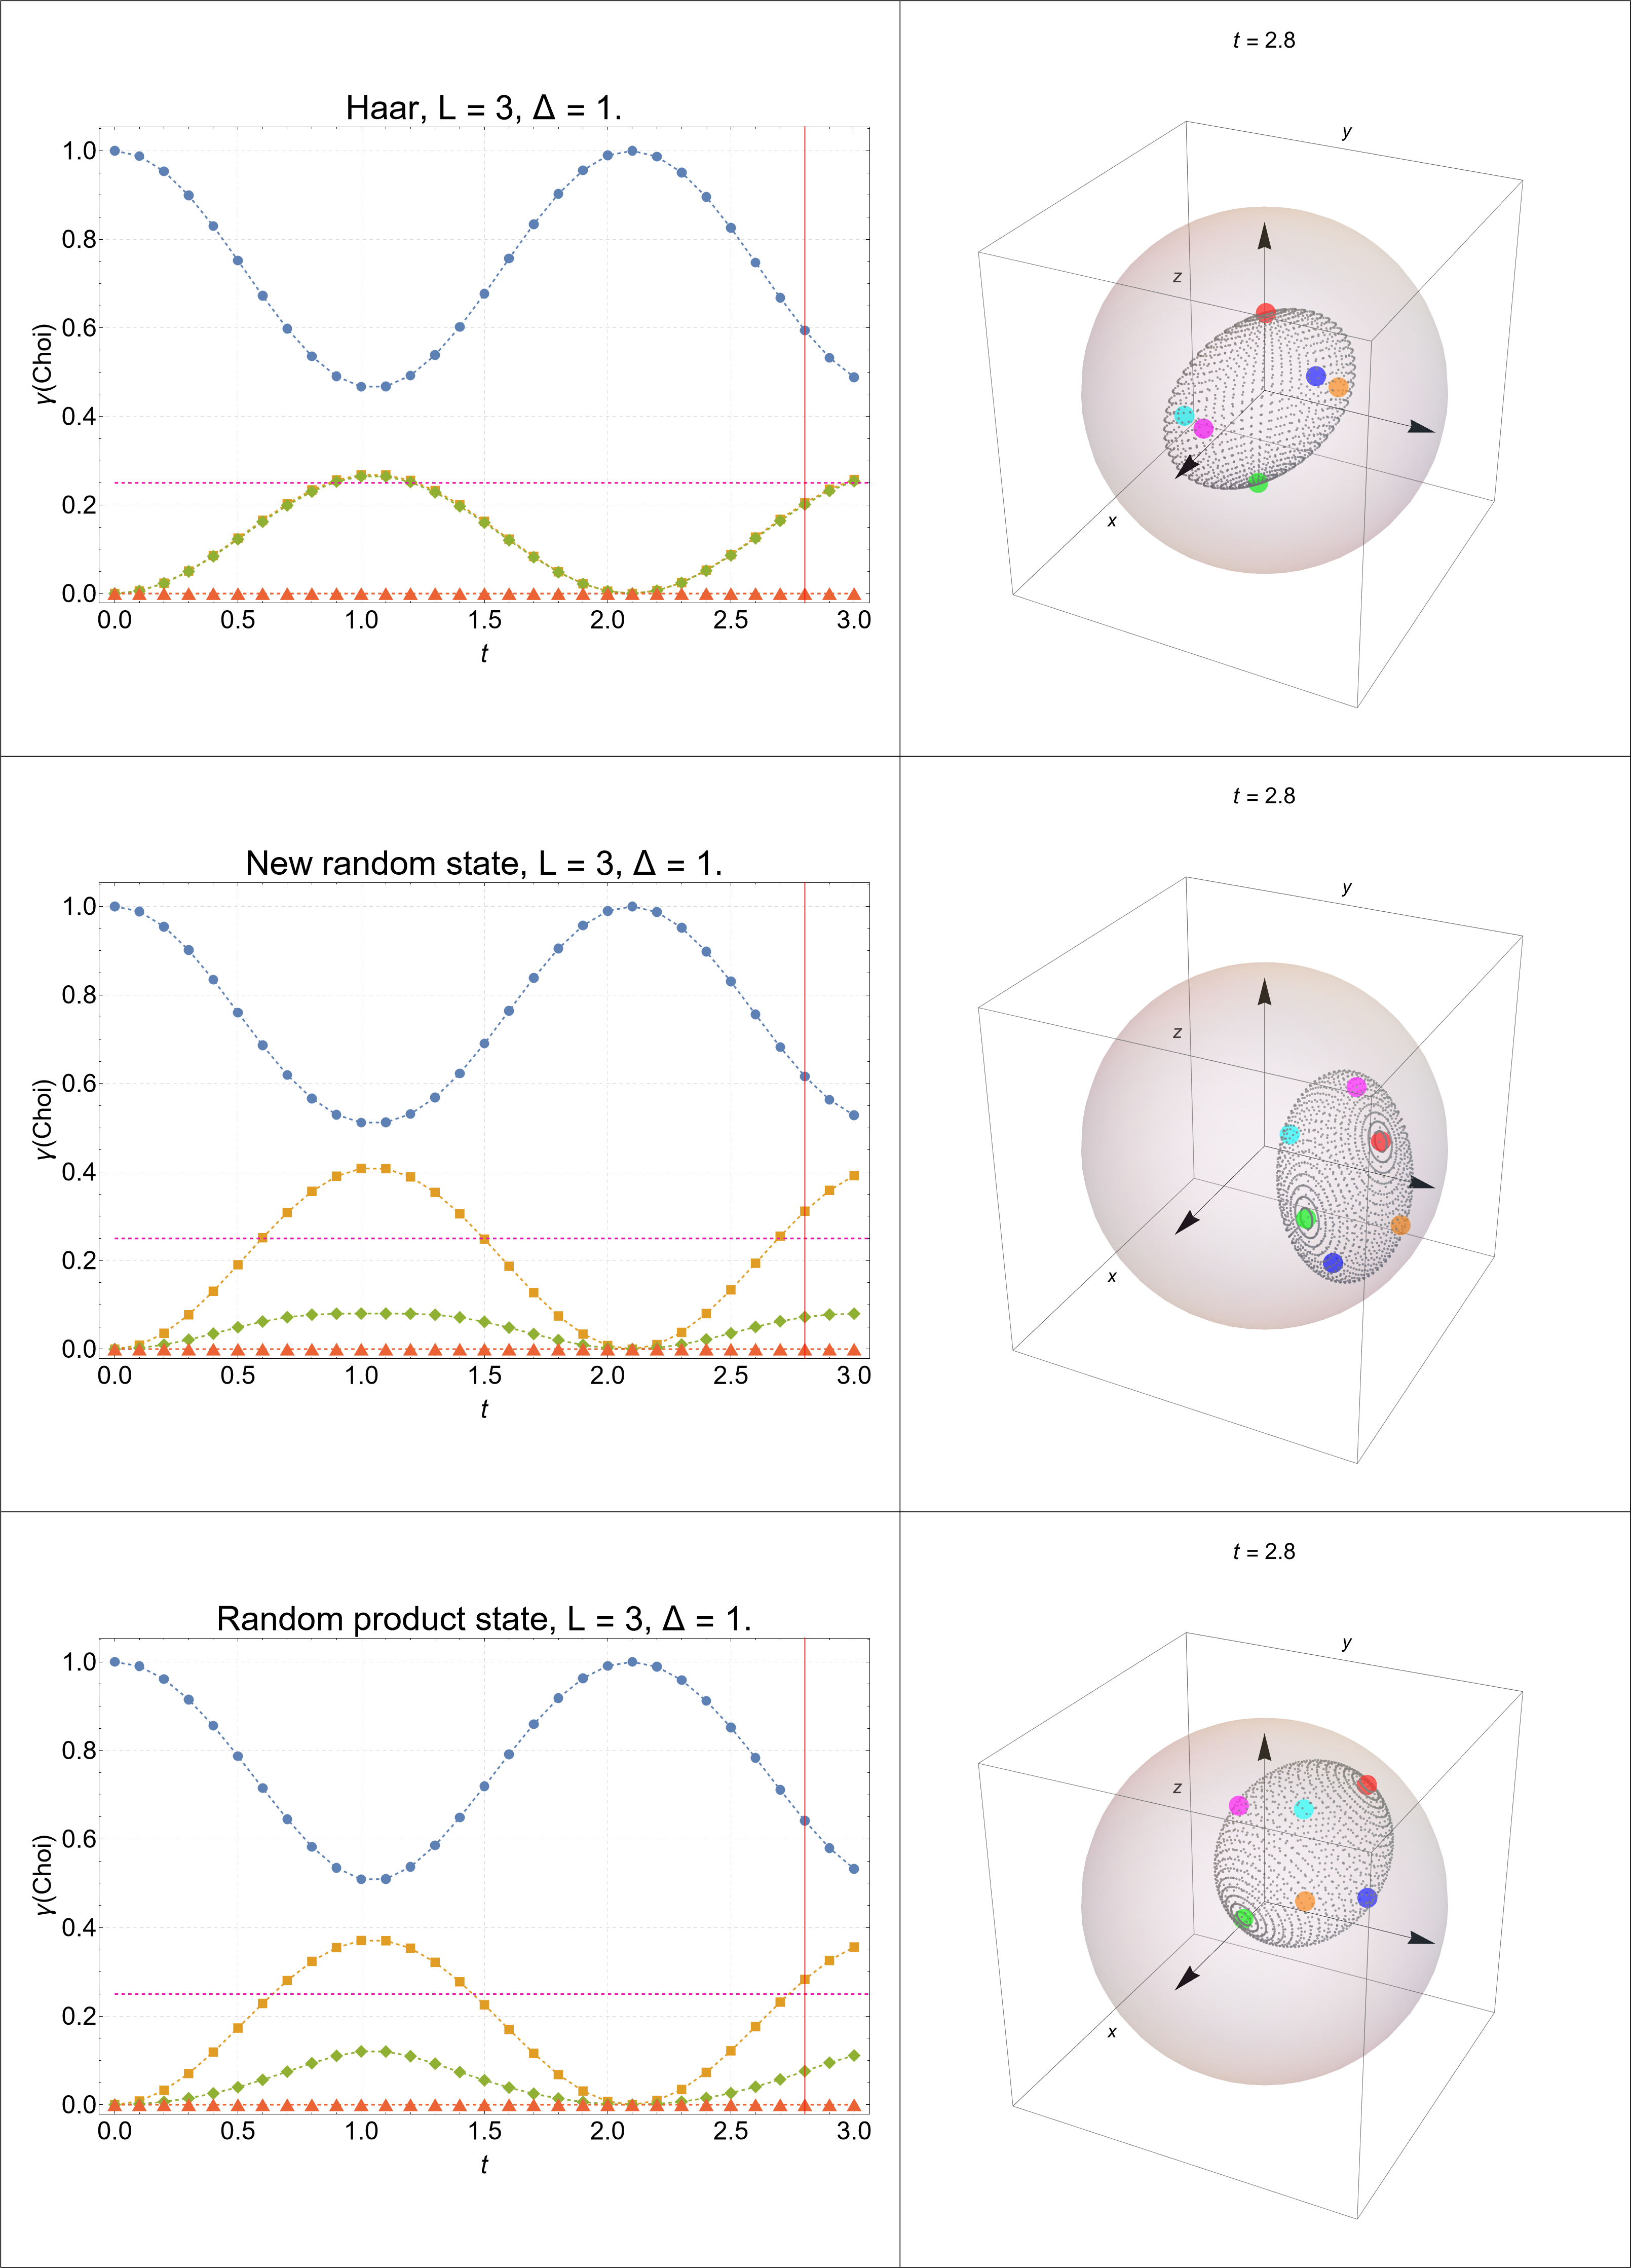 t = 2.8
Haar, L = 3, Δ = 1.
1.0
0.8
0.6
0.4
0.2
0.0
γ(Choi)
0.0 0.5 1.0 1.5 2.0 2.5 3.0
t
y
z
x
t = 2.8
New random state, L = 3, Δ = 1.
1.0
0.8
0.6
0.4
0.2
0.0
γ(Choi)
0.0 0.5 1.0 1.5 2.0 2.5 3.0
t
y
z
x
t = 2.8
Random product state, L = 3, Δ = 1.
1.0
0.8
0.6
0.4
0.2
0.0
γ(Choi)
0.0 0.5 1.0 1.5 2.0 2.5 3.0
t
y
z
x